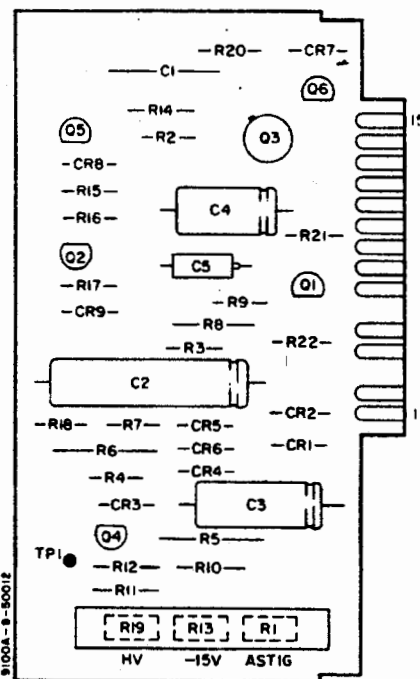 R20 CR7
C1
Q6
R14
15
Q5
R2
Q3
CR8
R15
C4
R16
R21
Q2
C5
R17
Q1
R9
CR9
R8
R22
R3
C2
CR2
1
R18 R7 CR5
CR1
R6 CR6
R4 CR4
CR3
C3
Q4
R5
TP1
R12 R10
R11
R19 R13 R1
HV -15V ASTIG
9100A-9-50012